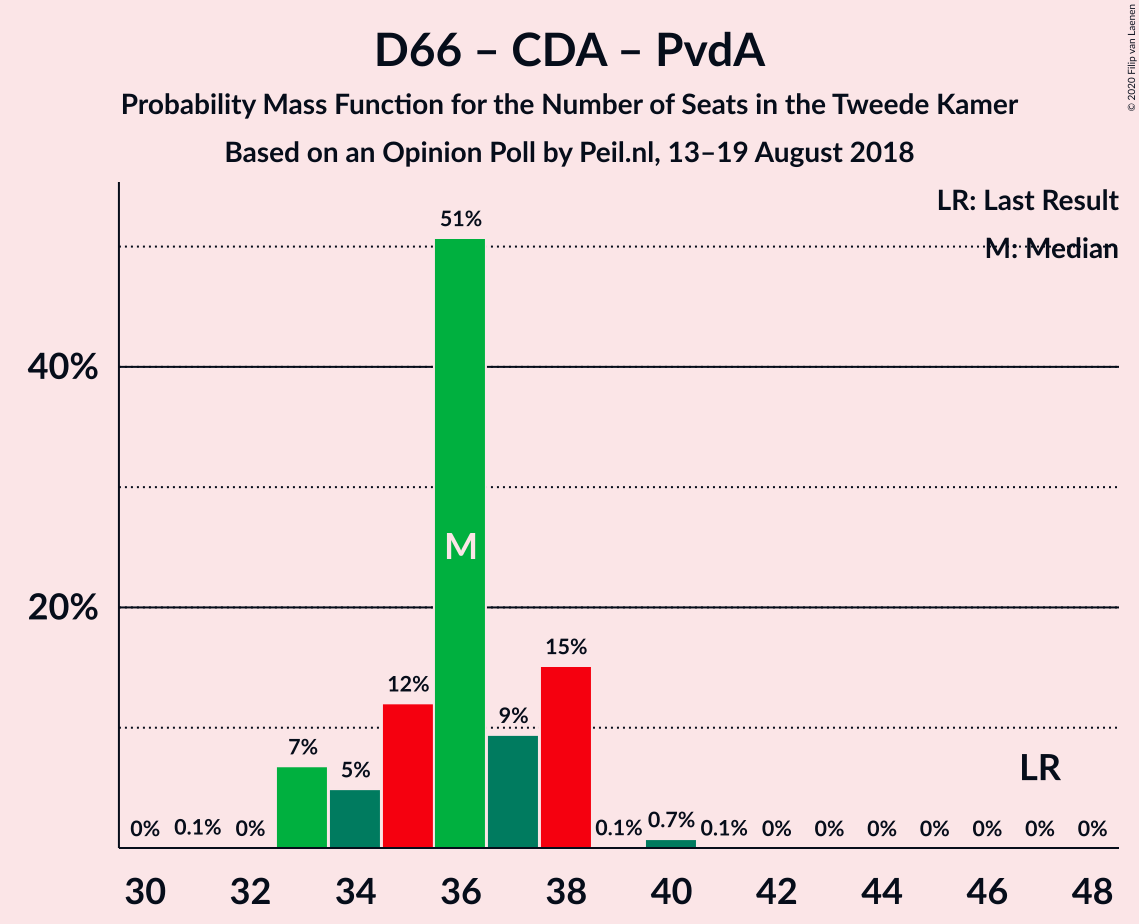 D66 – CDA – PvdA
Probability Mass Function for the Number of Seats in the Tweede Kamer
Based on an Opinion Poll by Peil.nl, 13–19 August 2018
© 2020 Filip van Laenen
LR: Last Result
M: Median
51%
40%
M
20%
15%
12%
9%
7%
5%
LR
0% 0.1% 0% 0.1% 0.7% 0.1% 0% 0% 0% 0% 0% 0% 0%
30 32 34 36 38 40 42 44 46 48